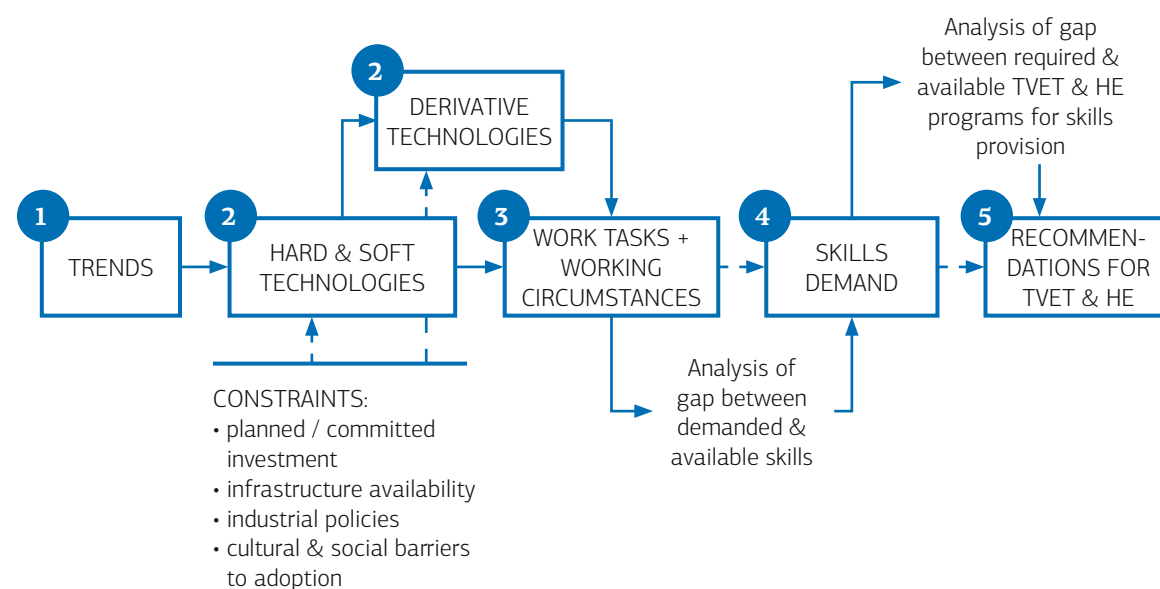 1
TRENDS
2
HARD & SOFT
TECHNOLOGIES
2
DERIVATIVE
TECHNOLOGIES
CONSTRAINTS:
• planned / committed
investment
• infrastructure availability
• industrial policies
• cultural & social barriers
to adoption
3
WORK TASKS +
WORKING
CIRCUMSTANCES
Analysis of
gap between
demanded &
available skills
4
SKILLS
DEMAND
Analysis of gap
between required &
available TVET & HE
programs for skills
provision
5
RECOMMEN-
DATIONS FOR
TVET & HE